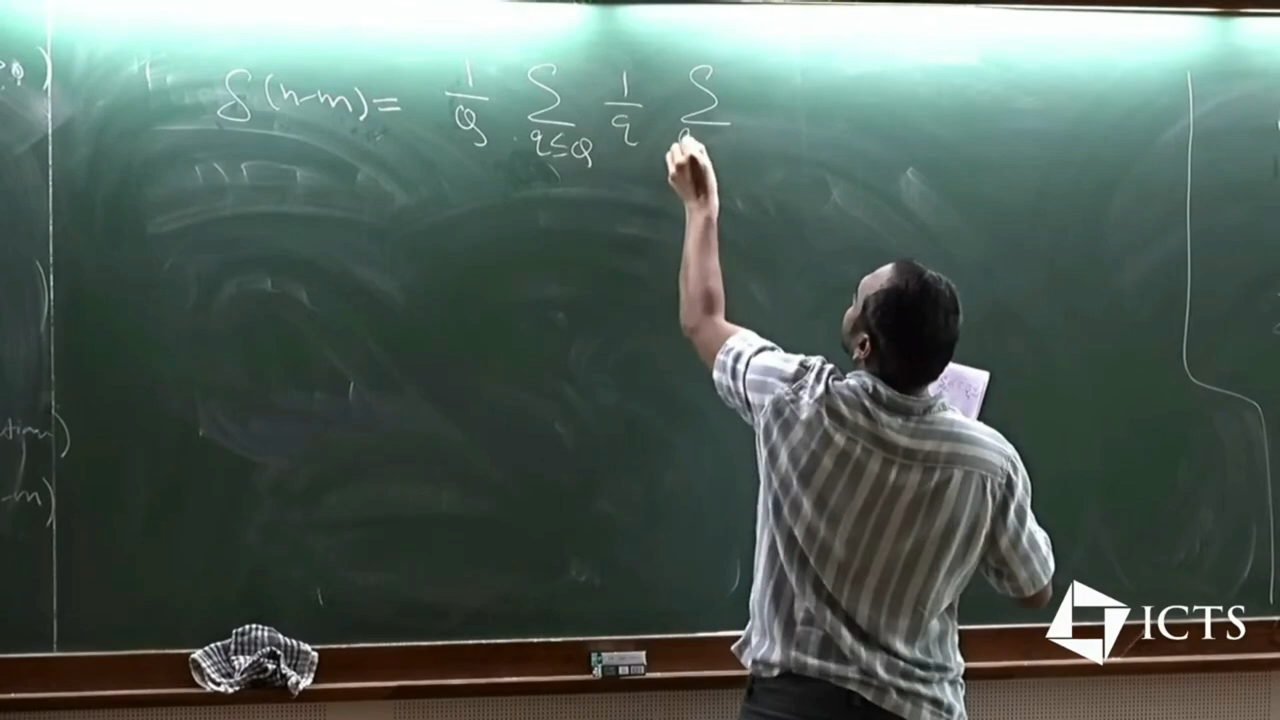 δ(n-m) = 1/Q Σ_{q≤Q} 1/q Σ
-m)
ICTS